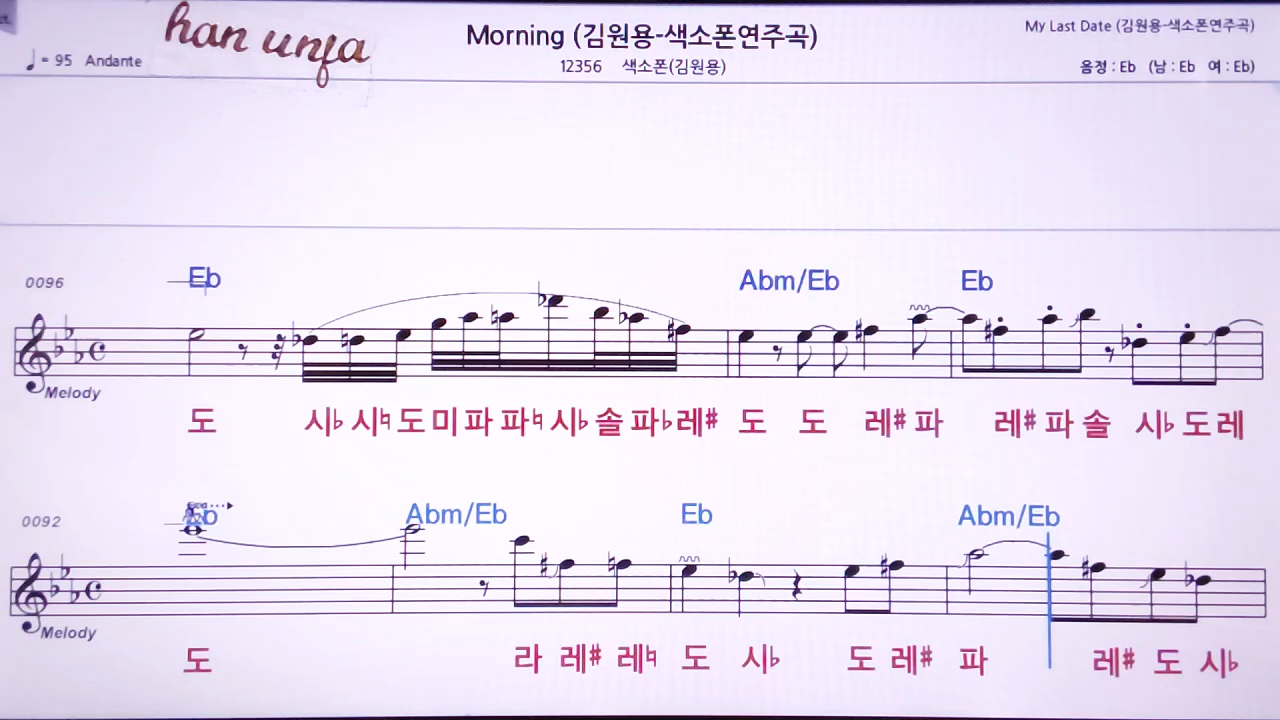 han unja
Morning (김원용-색소폰연주곡)
My Last Date (김원용-색소폰연주곡)
♩= 95 Andante
12356 색소폰(김원용)
음정 : Eb (남 : Eb 여 : Eb)
0096
Eb Abm/Eb Eb
Melody
도 시♭ 시♮ 도 미 파 파♮ 시♭ 솔 파♭ 레# 도 도 레# 파 레# 파 솔 시♭ 도 레
0092
Abm/Eb Eb Abm/Eb
Melody
도 라 레# 레♮ 도 시♭ 도 레# 파 레# 도 시♭